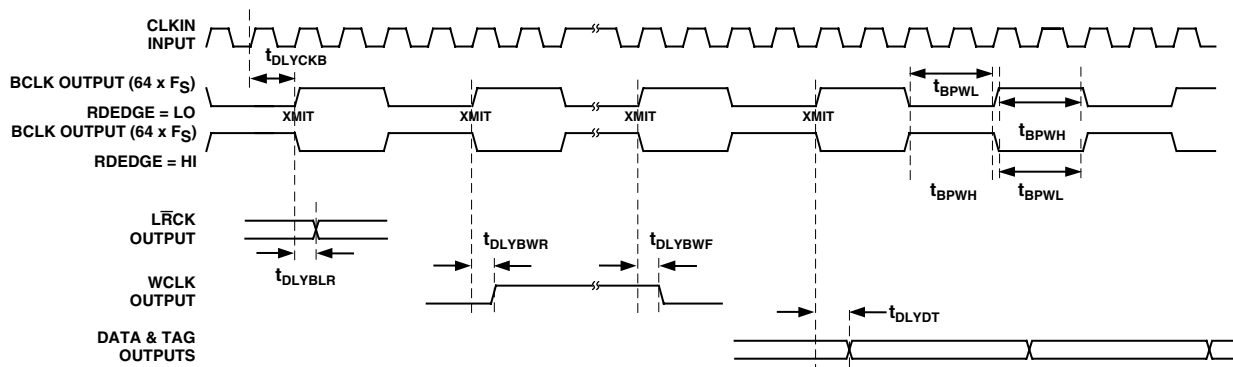 CLKIN
INPUT
tDLYCKB
BCLK OUTPUT (64 x FS)
tBPWL
RDEDGE = LO
XMIT XMIT XMIT XMIT
BCLK OUTPUT (64 x FS)
tBPWH
RDEDGE = HI
tBPWH tBPWL
LR̅CK
OUTPUT
tDLYBLR
tDLYBWR tDLYBWF
WCLK
OUTPUT
tDLYDT
DATA & TAG
OUTPUTS